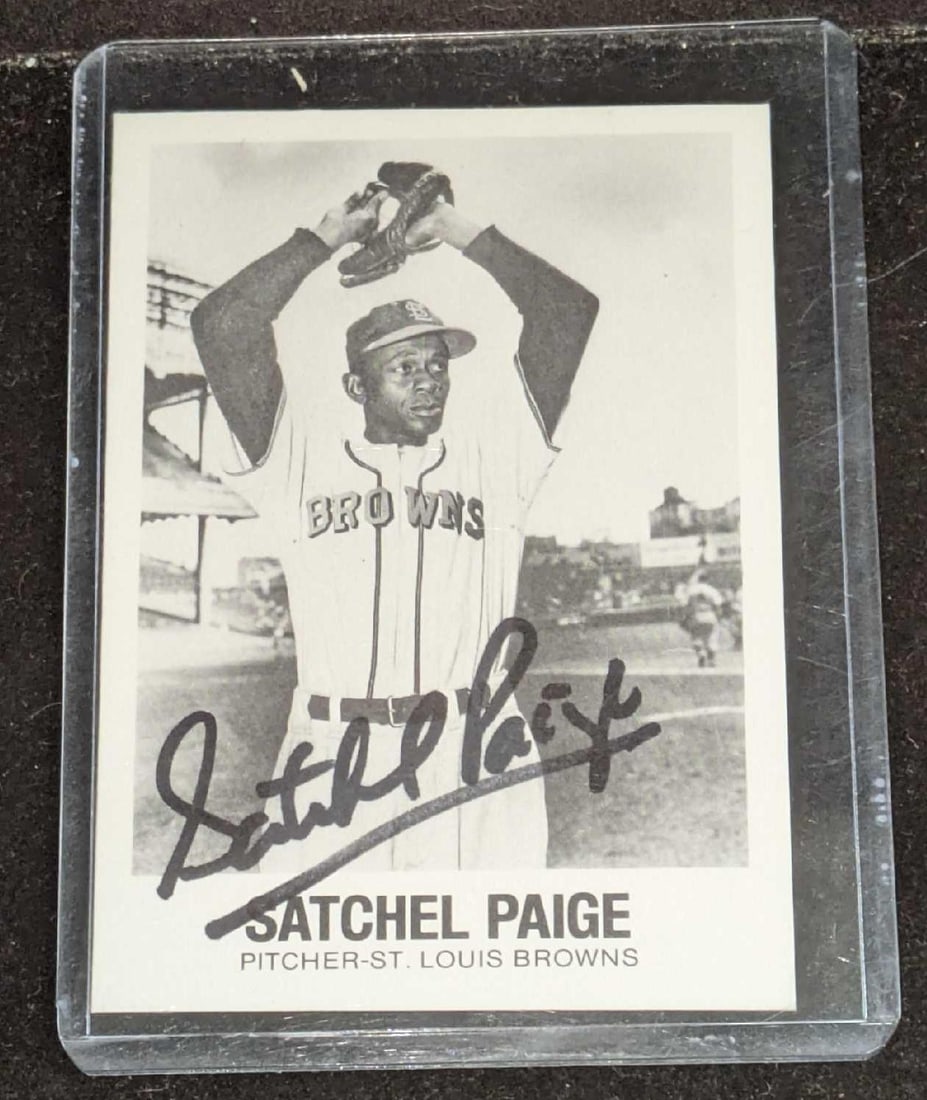 BROWNS
Satchel Paige
SATCHEL PAIGE
PITCHER-ST. LOUIS BROWNS